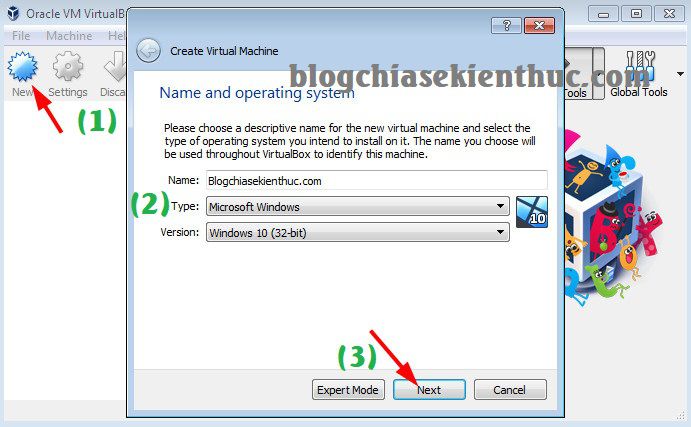 Oracle VM VirtualBo
File Machine Hel
New Settings Disca
Tools Global Tools
(1)
Create Virtual Machine
blogchiasekienthuc.com
Name and operating system
Please choose a descriptive name for the new virtual machine and select the
type of operating system you intend to install on it. The name you choose will
be used throughout VirtualBox to identify this machine.
Name: Blogchiasekienthuc.com
(2) Type: Microsoft Windows
10
Version: Windows 10 (32-bit)
(3)
Expert Mode Next Cancel